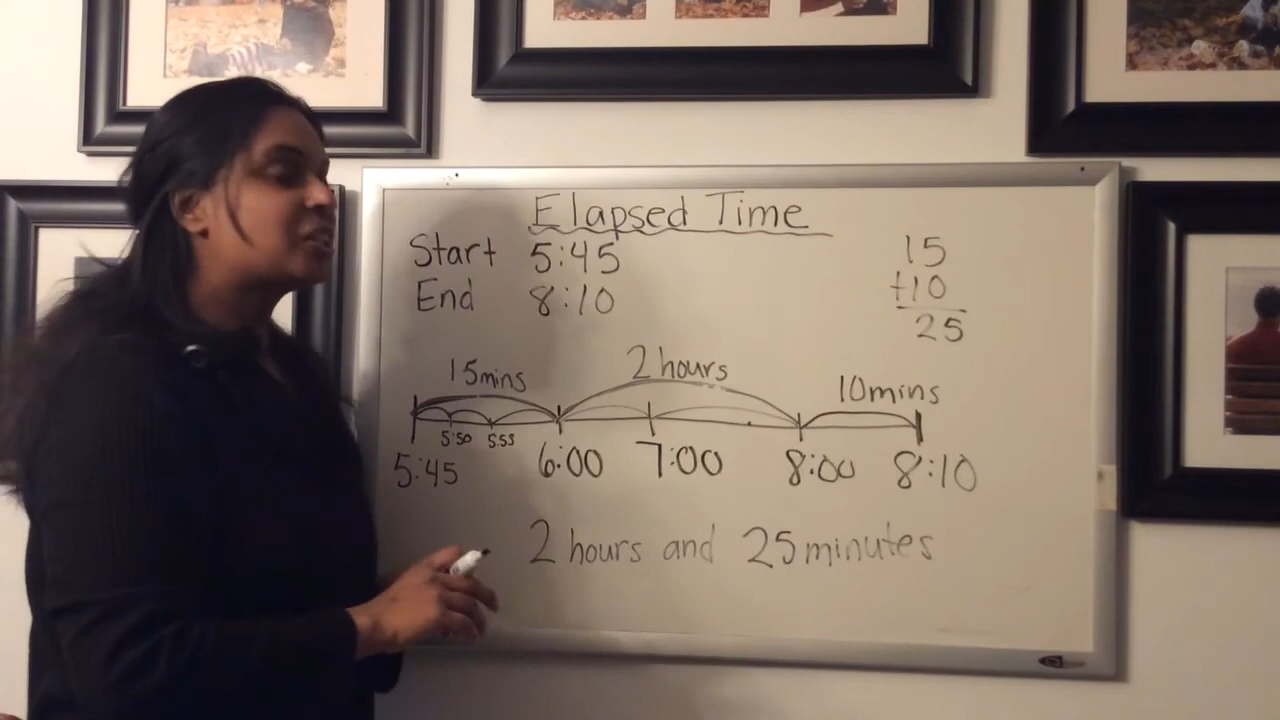 Elapsed Time
Start 5:45
End 8:10
15
+10
25
15mins 2 hours 10mins
5:50 5:55
5:45 6:00 7:00 8:00 8:10
2 hours and 25 minutes